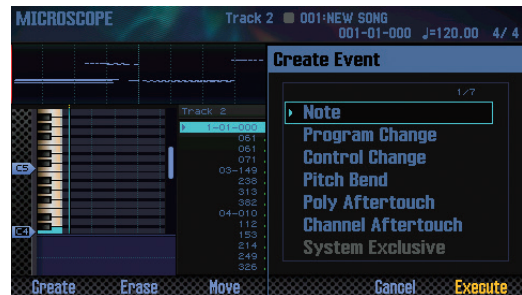 MICROSCOPE
Track 2 001:NEW SONG
001-01-000 ♩=120.00 4/4
Create Event
1/7
Note
Program Change
Control Change
Pitch Bend
Poly Aftertouch
Channel Aftertouch
System Exclusive
Track 2
1-01-000
061
061
071
03-149
238
313
382
04-010
112
153
214
249
326
C5
C4
Create Erase Move Cancel Execute